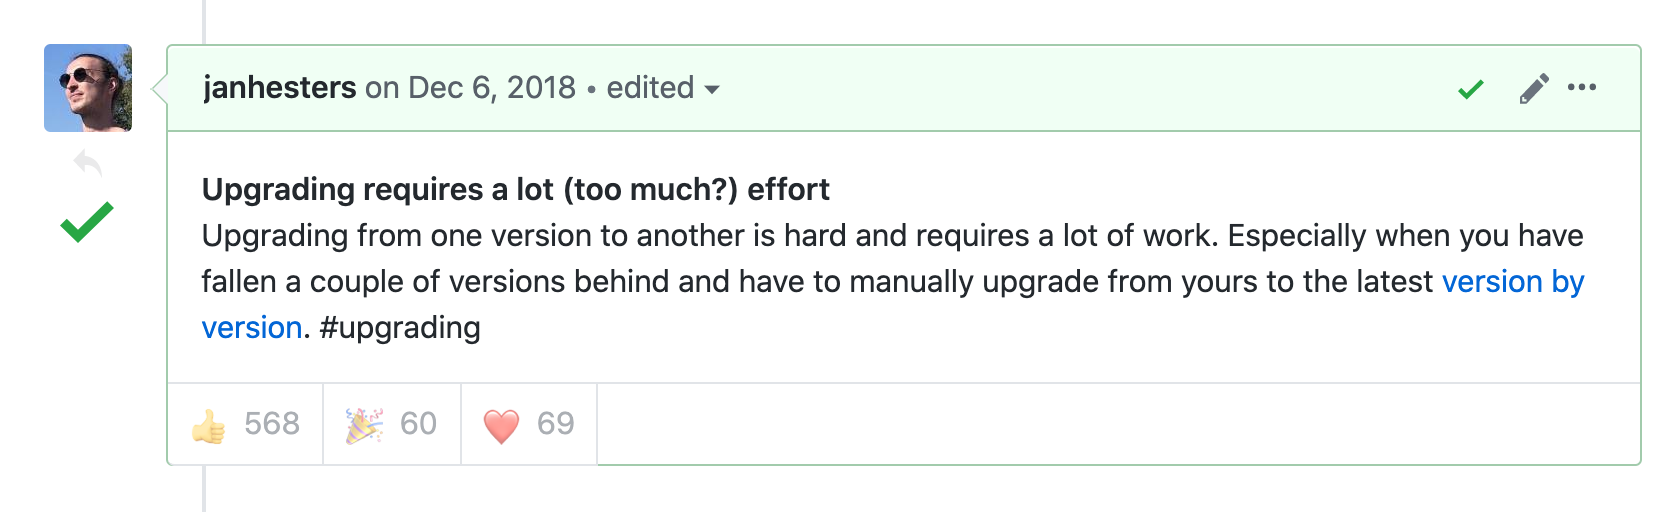 janhesters on Dec 6, 2018 • edited
Upgrading requires a lot (too much?) effort
Upgrading from one version to another is hard and requires a lot of work. Especially when you have
fallen a couple of versions behind and have to manually upgrade from yours to the latest version by
version. #upgrading
568 60 69